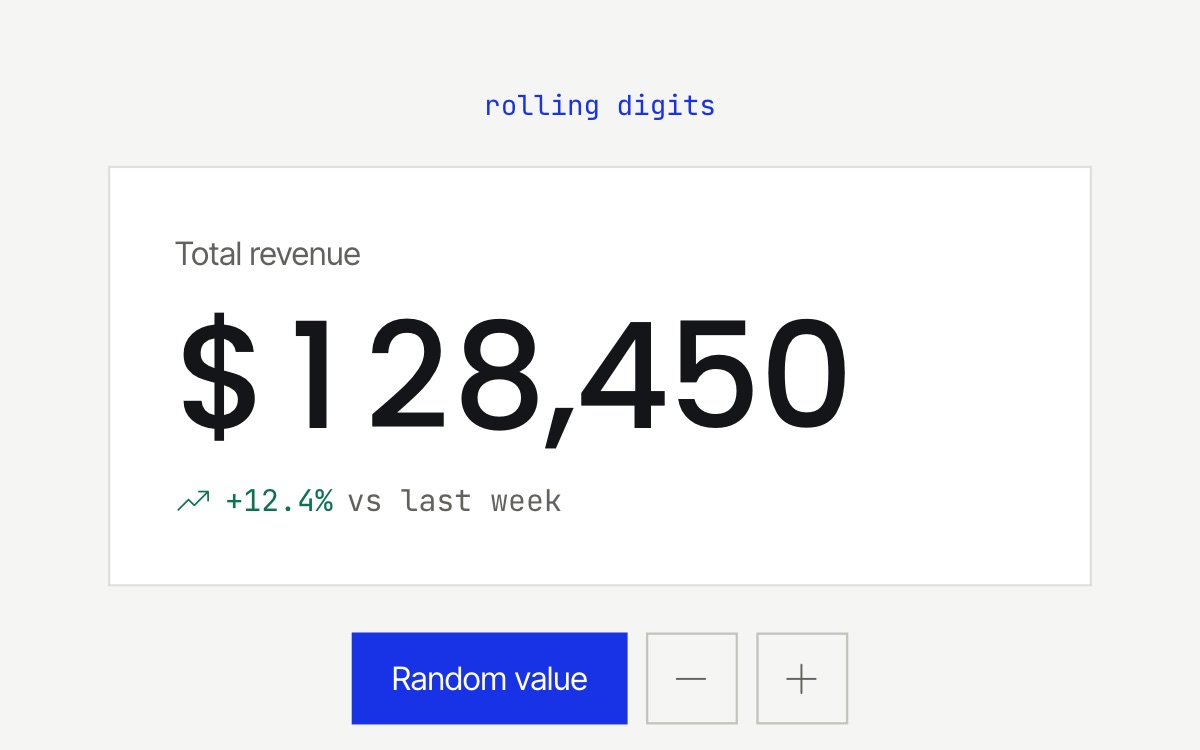 rolling digits
Total revenue
$128,450
+12.4% vs last week
Random value